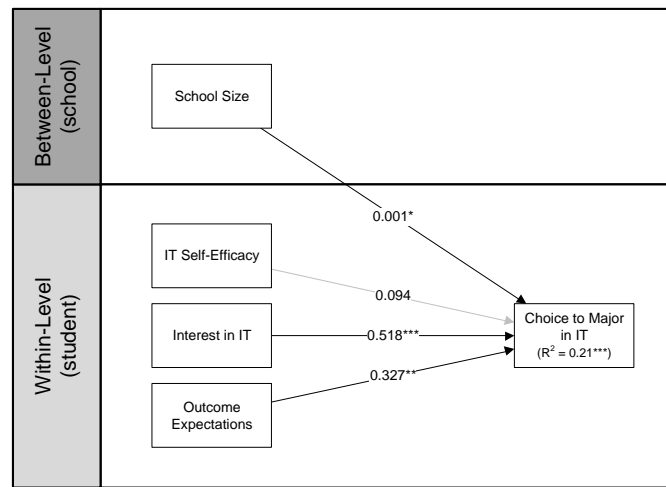 Between-Level
(school)
School Size
0.001*
Within-Level
(student)
IT Self-Efficacy
0.094
Interest in IT
0.518***
Outcome
Expectations
0.327**
Choice to Major
in IT
(R² = 0.21***)